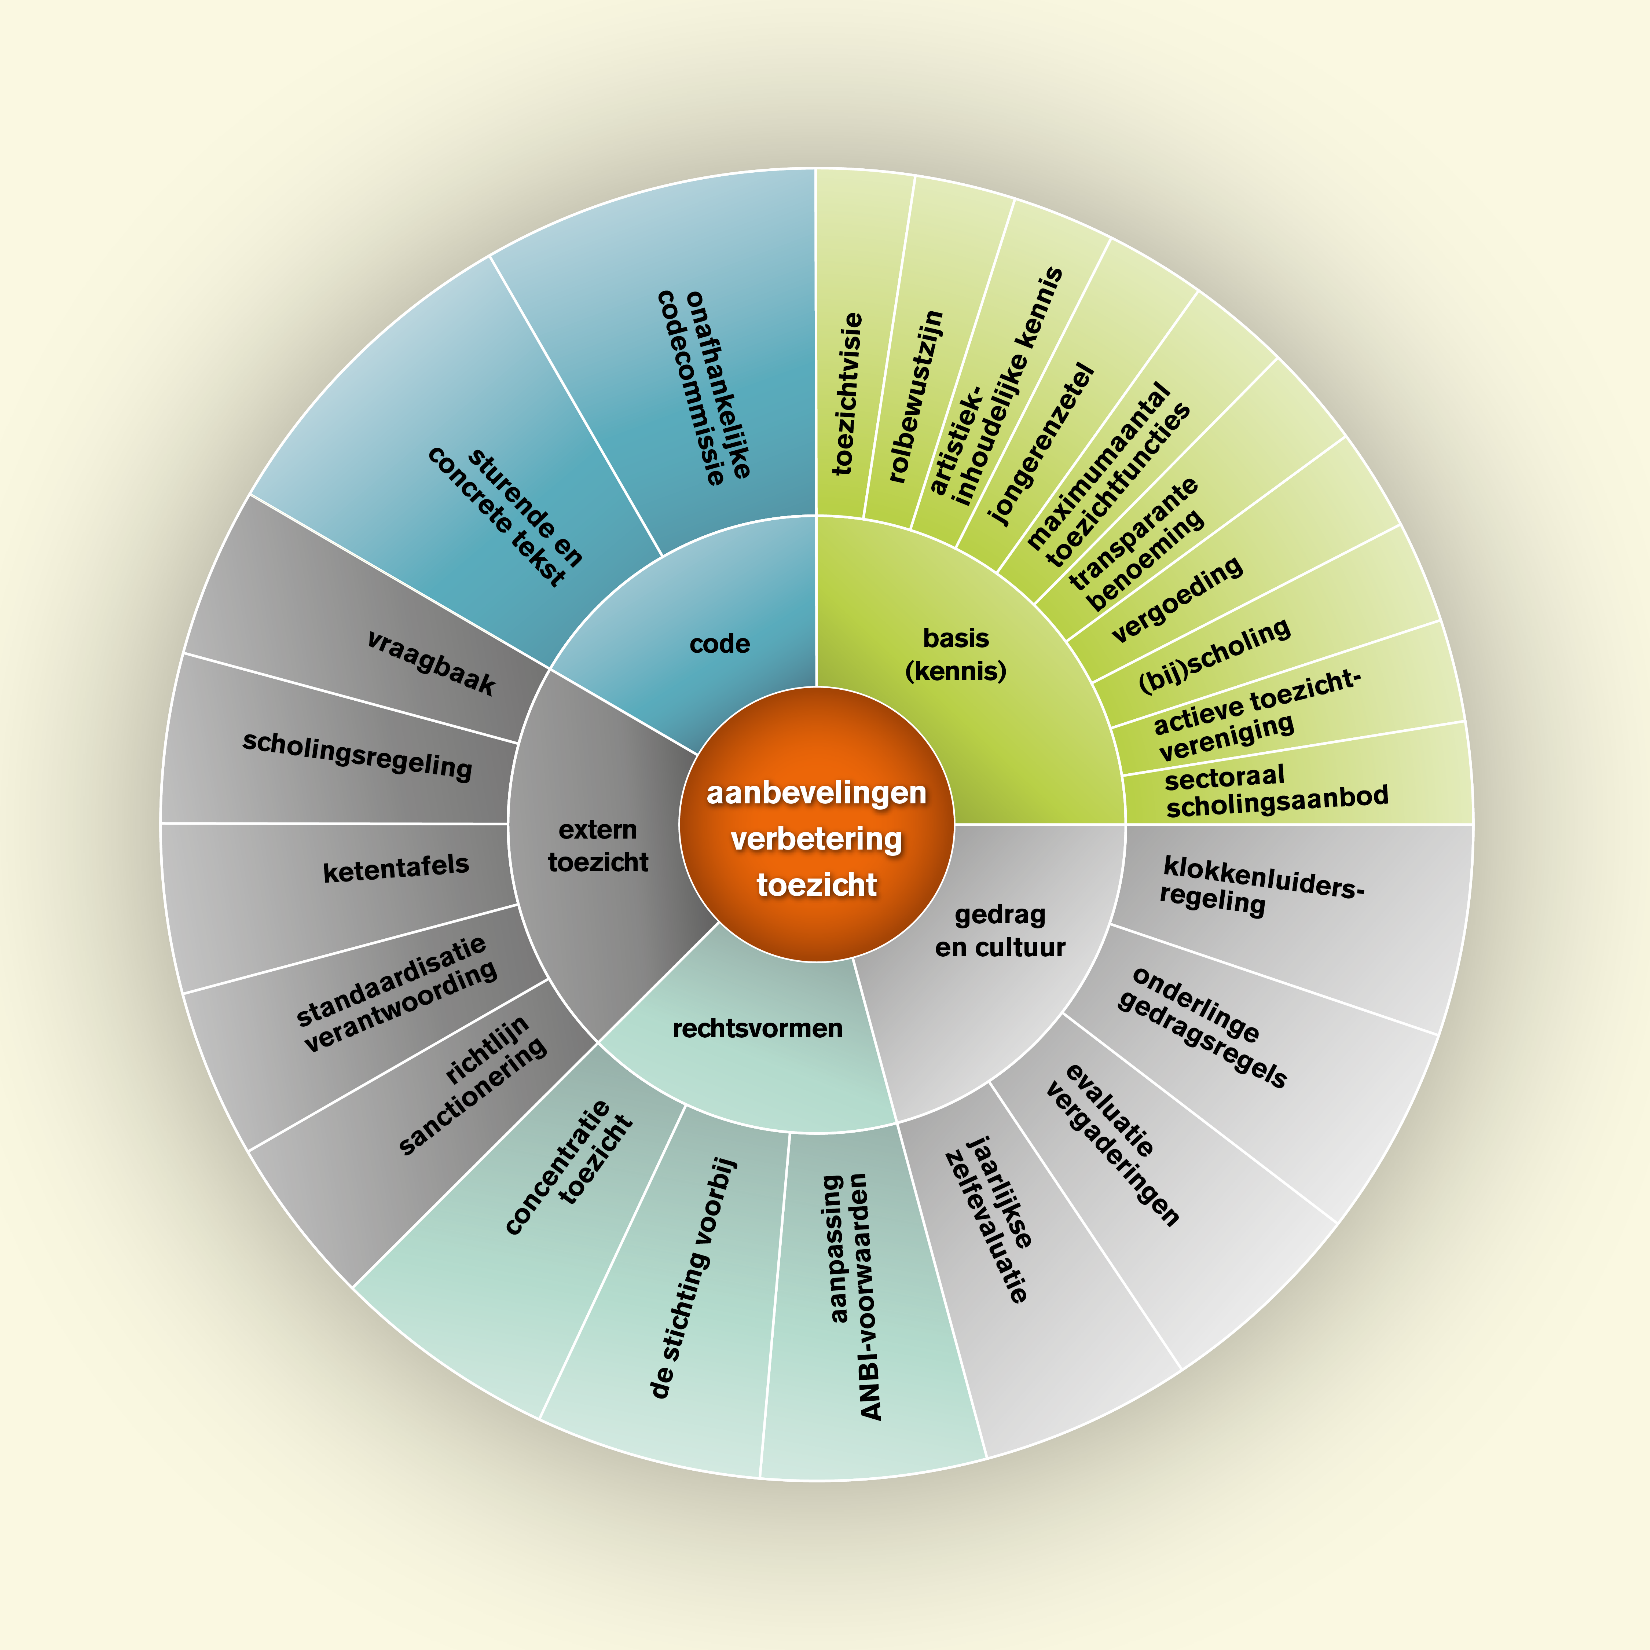 aanbevelingen
verbetering
toezicht
basis
(kennis)
toezichtvisie
rolbewustzijn
artistiek-
inhoudelijke kennis
jongerenzetel
maximumaantal
toezichtfuncties
transparante
benoeming
vergoeding
(bij)scholing
actieve toezicht-
vereniging
sectoraal
scholingsaanbod
gedrag
en cultuur
klokkenluiders-
regeling
onderlinge
gedragsregels
evaluatie
vergaderingen
jaarlijkse
zelfevaluatie
rechtsvormen
aanpassing
ANBI-voorwaarden
de stichting voorbij
concentratie
toezicht
extern
toezicht
richtlijn
sanctionering
standaardisatie
verantwoording
ketentafels
scholingsregeling
vraagbaak
code
sturende en
concrete tekst
onafhankelijke
codecommissie